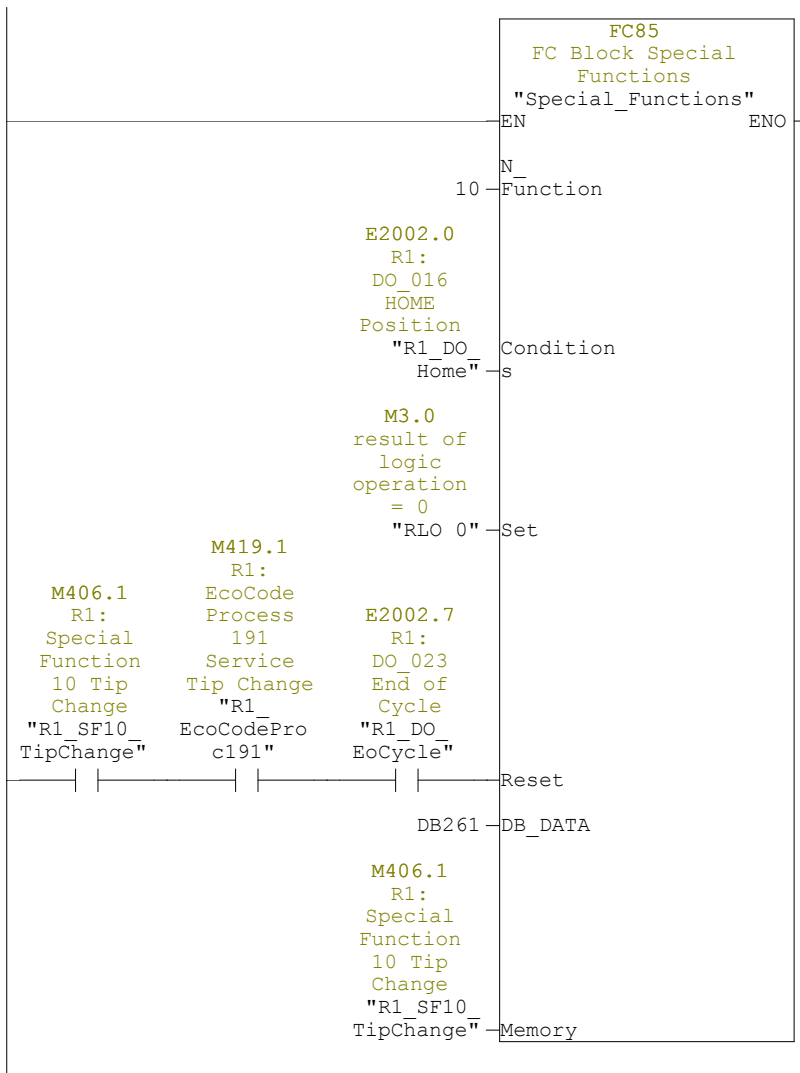 FC85
FC Block Special
Functions
"Special_Functions"
EN ENO
N_
10 Function
E2002.0
R1:
DO_016
HOME
Position
"R1_DO_ Condition
Home" s
M3.0
result of
logic
operation
= 0
"RLO 0" Set
M419.1
R1:
M406.1 EcoCode
R1: Process E2002.7
Special 191 R1:
Function Service DO_023
10 Tip Tip Change End of
Change "R1_ Cycle
"R1_SF10_ EcoCodePro "R1_DO_
TipChange" c191" EoCycle"
Reset
DB261 DB_DATA
M406.1
R1:
Special
Function
10 Tip
Change
"R1_SF10_
TipChange" Memory